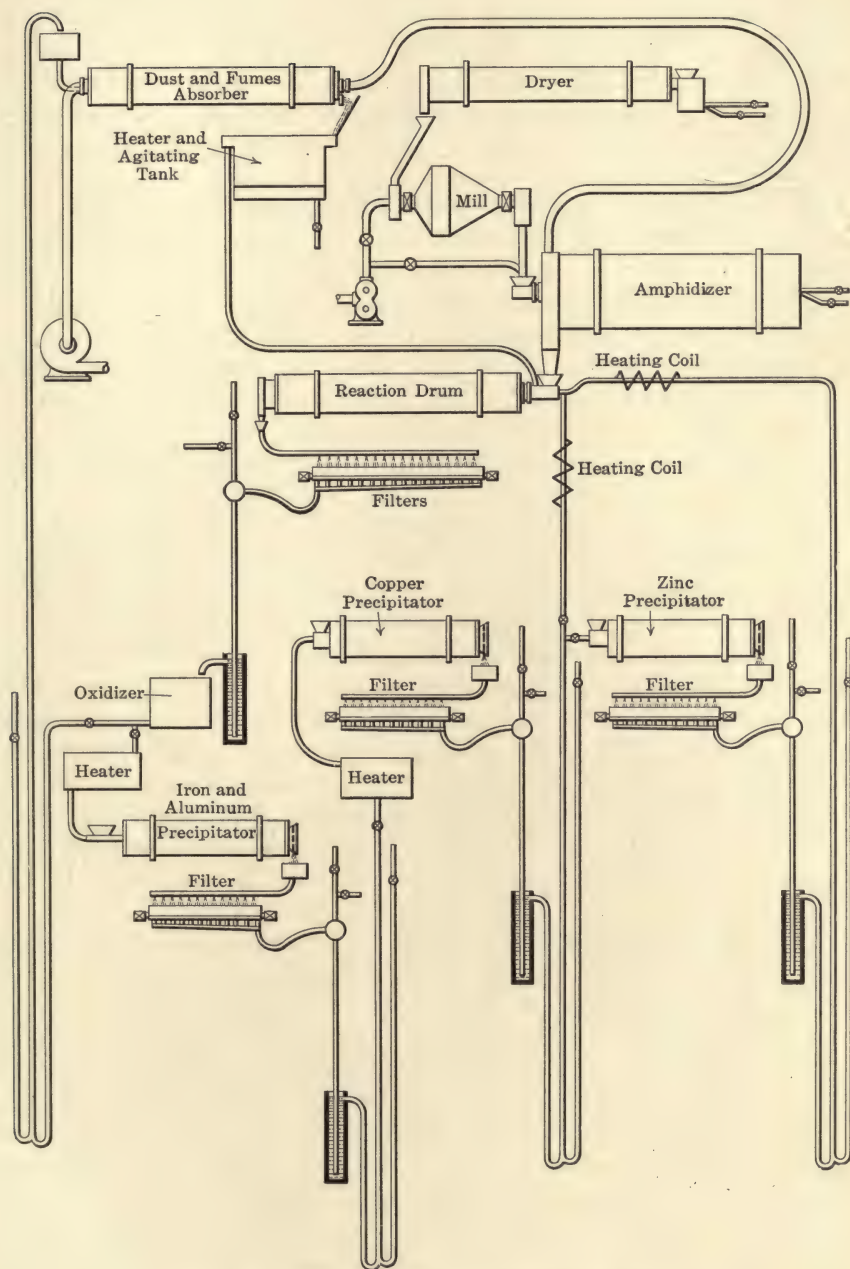 Dust and Fumes
Absorber
Dryer
Heater and
Agitating
Tank
Mill
Amphidizer
Heating Coil
Reaction Drum
Heating Coil
Filters
Copper
Precipitator
Zinc
Precipitator
Oxidizer
Filter
Filter
Heater
Heater
Iron and
Aluminum
Precipitator
Filter